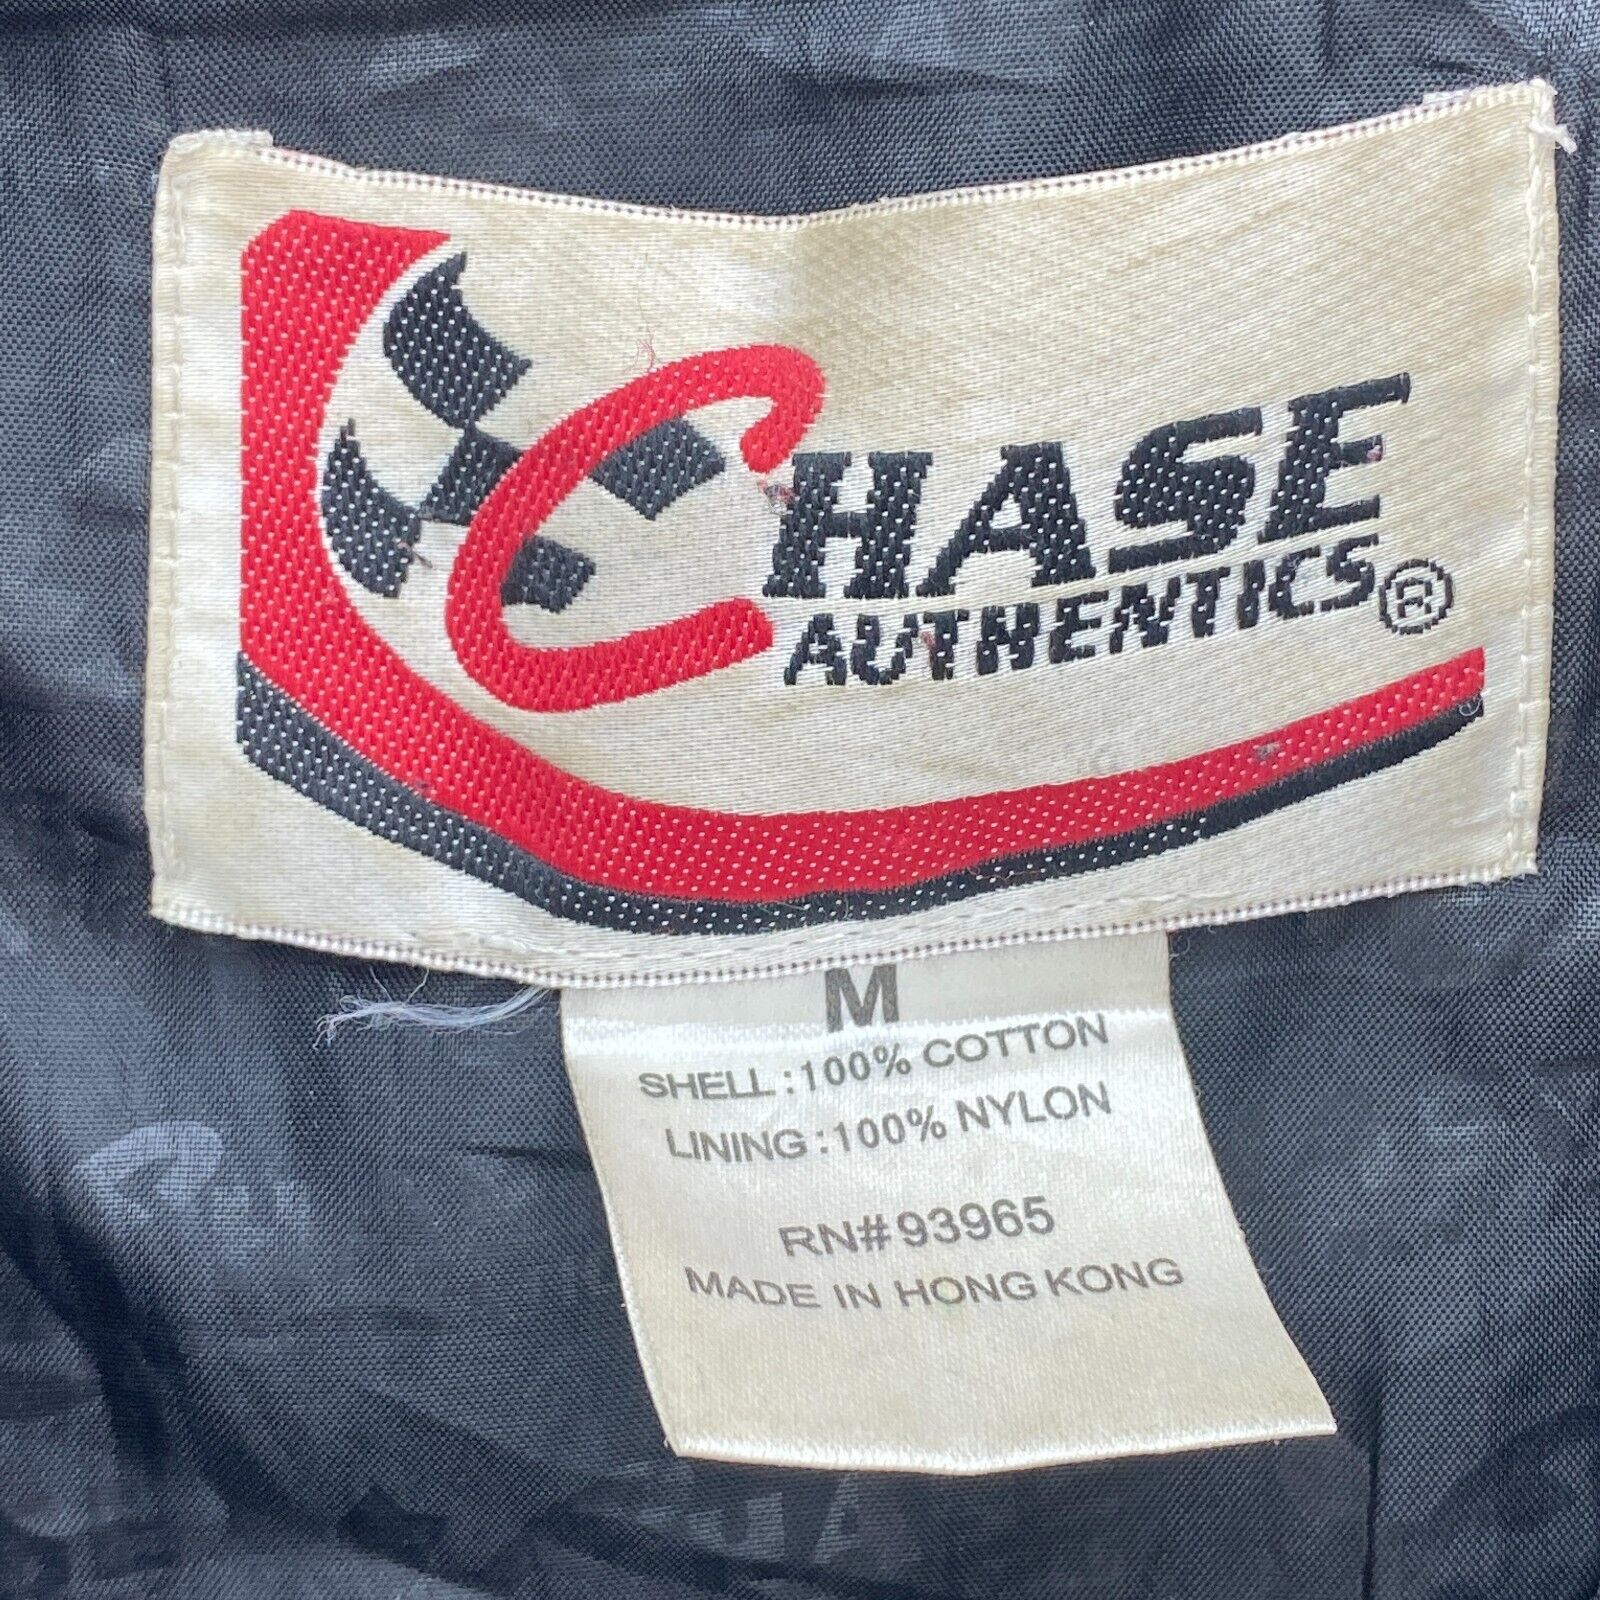 CHASE
AUTHENTICS®
M
SHELL : 100% COTTON
LINING : 100% NYLON
RN# 93965
MADE IN HONG KONG